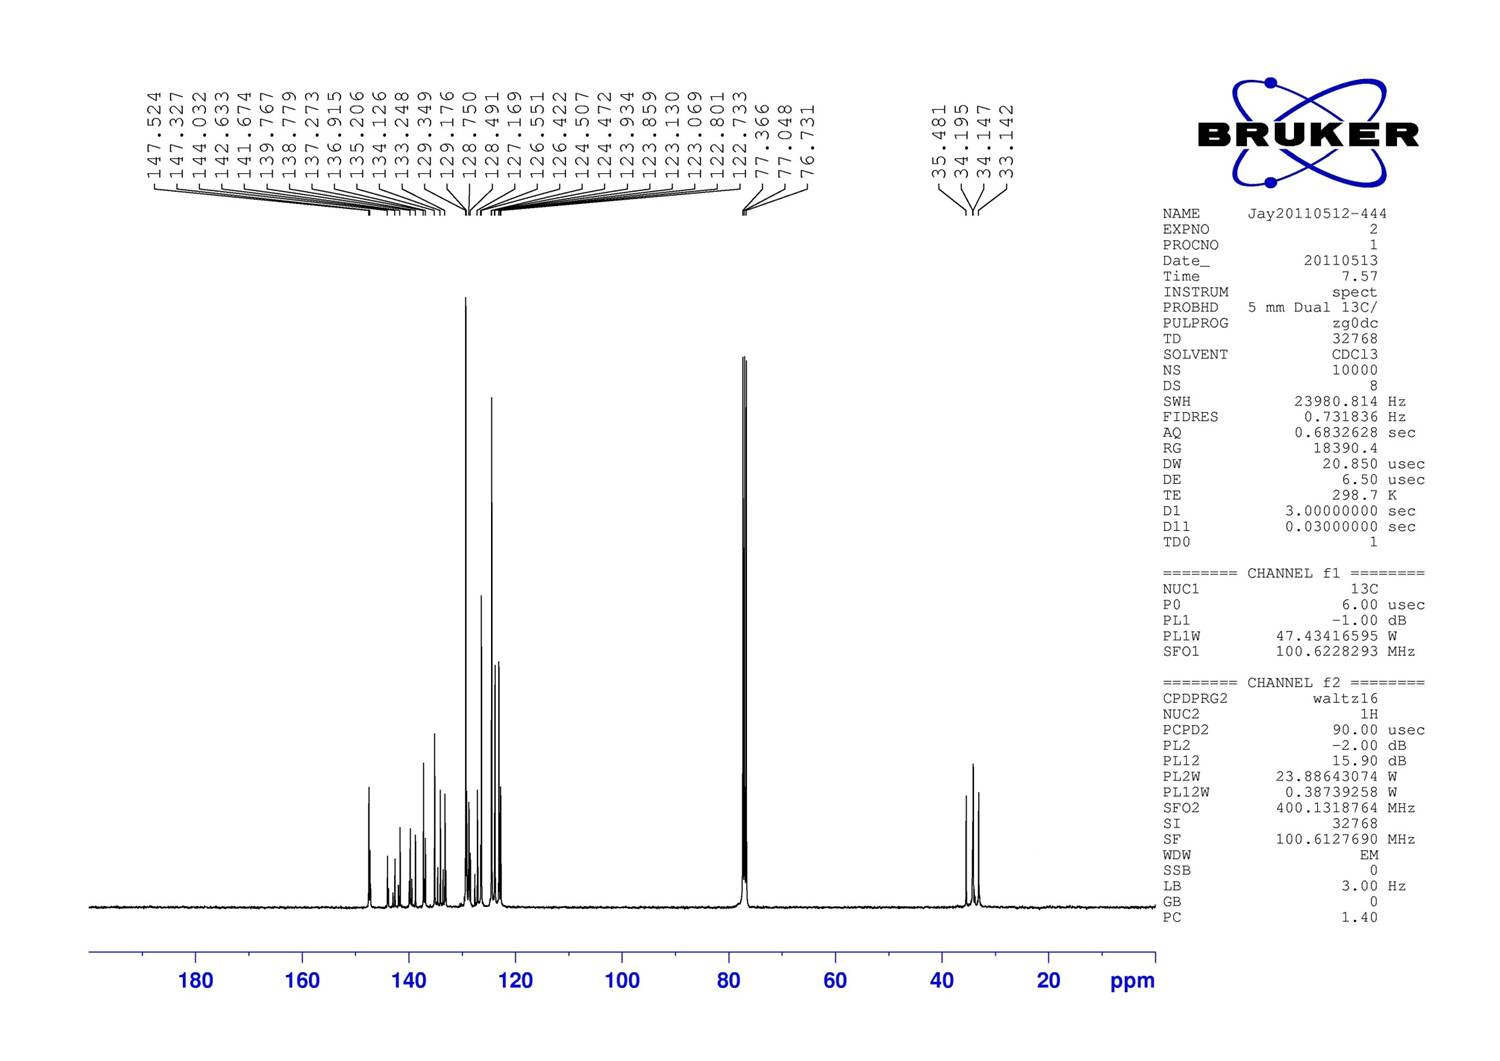 147.524
147.327
144.032
142.633
141.674
139.767
138.779
137.273
136.915
135.206
134.126
133.248
129.349
129.176
128.750
128.491
127.169
126.551
126.422
124.507
124.472
123.934
123.859
123.130
123.069
122.801
122.733
77.366
77.048
76.731
35.481
34.195
34.147
33.142
BRUKER
NAME Jay20110512-444
EXPNO 2
PROCNO 1
Date_ 20110513
Time 7.57
INSTRUM spect
PROBHD 5 mm Dual 13C/
PULPROG zg0dc
TD 32768
SOLVENT CDCl3
NS 10000
DS 8
SWH 23980.814 Hz
FIDRES 0.731836 Hz
AQ 0.6832628 sec
RG 18390.4
DW 20.850 usec
DE 6.50 usec
TE 298.7 K
D1 3.00000000 sec
D11 0.03000000 sec
TD0 1
======== CHANNEL f1 ========
NUC1 13C
P0 6.00 usec
PL1 -1.00 dB
PL1W 47.43416595 W
SFO1 100.6228293 MHz
======== CHANNEL f2 ========
CPDPRG2 waltz16
NUC2 1H
PCPD2 90.00 usec
PL2 -2.00 dB
PL12 15.90 dB
PL2W 23.88643074 W
PL12W 0.38739258 W
SFO2 400.1318764 MHz
SI 32768
SF 100.6127690 MHz
WDW EM
SSB 0
LB 3.00 Hz
GB 0
PC 1.40
180 160 140 120 100 80 60 40 20 ppm